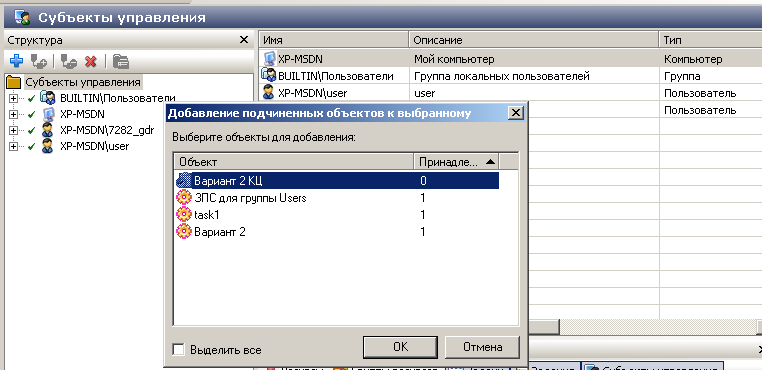 Субъекты управления
Структура
Имя Описание Тип
XP-MSDN Мой компьютер Компьютер
BUILTIN\Пользователи Группа локальных пользователей Группа
XP-MSDN\user user Пользователь
Пользователь
Субъекты управления
BUILTIN\Пользователи
XP-MSDN
XP-MSDN\7282_gdr
XP-MSDN\user
Добавление подчиненных объектов к выбранному
Выберите объекты для добавления:
Объект Принадле...
Вариант 2 КЦ 0
ЗПС для группы Users 1
task1 1
Вариант 2 1
Выделить все
OK
Отмена